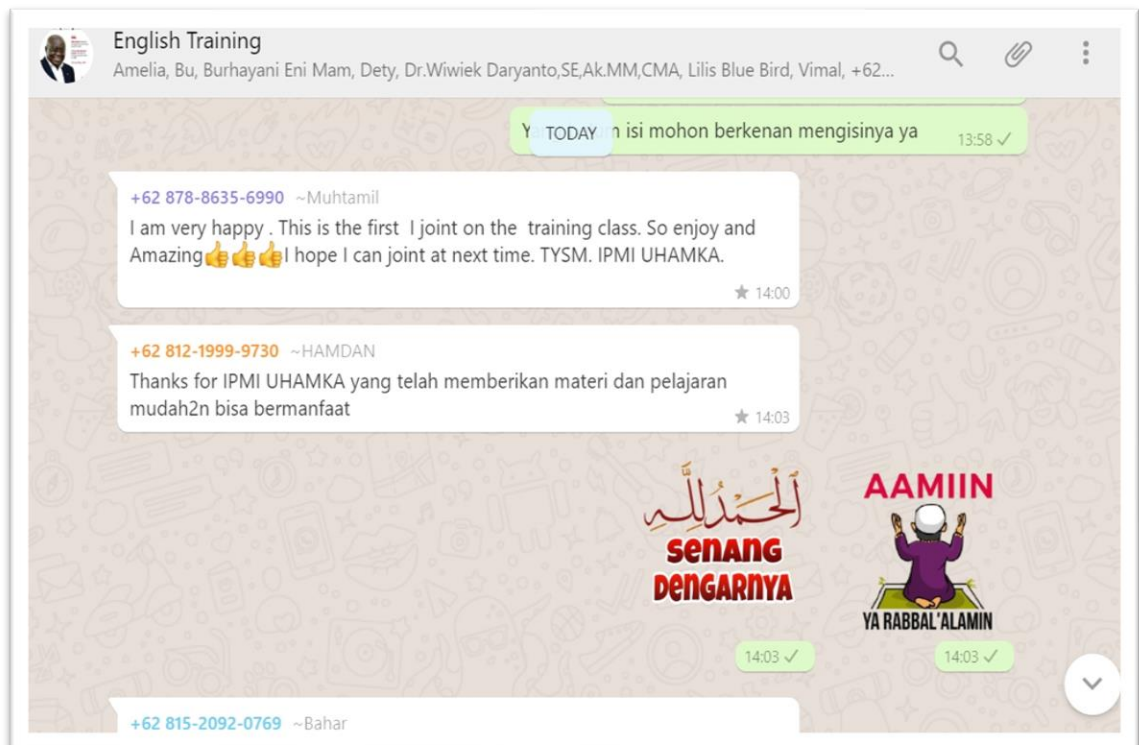 English Training
Amelia, Bu, Burhayani Eni Mam, Dety, Dr.Wiwiek Daryanto,SE,Ak.MM,CMA, Lilis Blue Bird, Vimal, +62...
TODAY isi mohon berkenan mengisinya ya
13:58
+62 878-8635-6990 ~Muhtamil
I am very happy . This is the first I joint on the training class. So enjoy and
Amazing👍👍👍I hope I can joint at next time. TYSM. IPMI UHAMKA.
14:00
+62 812-1999-9730 ~HAMDAN
Thanks for IPMI UHAMKA yang telah memberikan materi dan pelajaran
mudah2n bisa bermanfaat
14:03
اَلْحَمْدُلِلَّهِ
SENANG
DENGARNYA
14:03
AAMIIN
YA RABBAL'ALAMIN
14:03
+62 815-2092-0769 ~Bahar